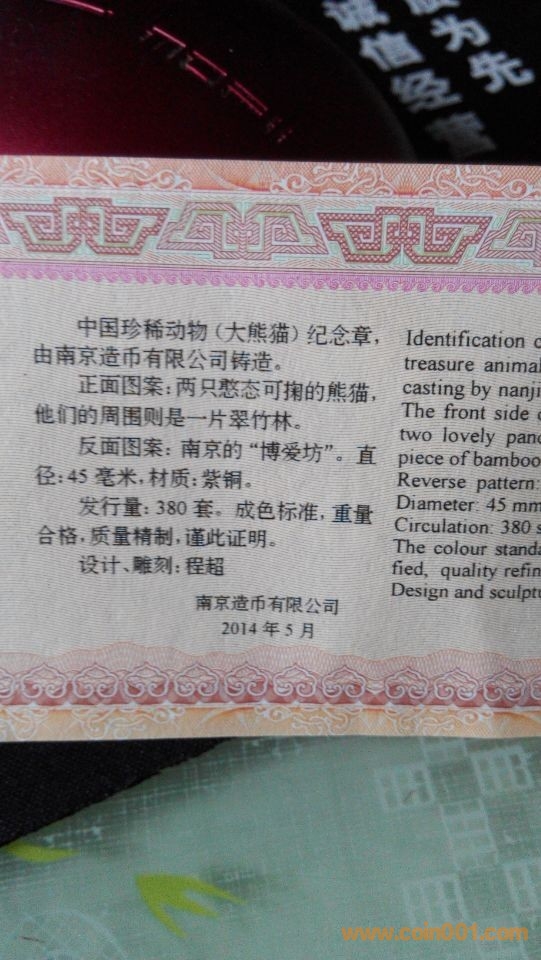 诚信经营
为先
中国珍稀动物（大熊猫）纪念章，
由南京造币有限公司铸造。
正面图案：两只憨态可掬的熊猫，
他们的周围则是一片翠竹林。
反面图案：南京的“博爱坊”。直
径：45 毫米，材质：紫铜。
发行量：380 套。成色标准，重量
合格，质量精制，谨此证明。
设计、雕刻：程超
南京造币有限公司
2014 年 5 月
Identification
treasure animal
casting by nanji
The front side
two lovely pand
piece of bamboo
Reverse pattern:
Diameter: 45 mm
Circulation: 380 s
The colour standa
fied, quality refin
Design and sculptu
www.coin001.com